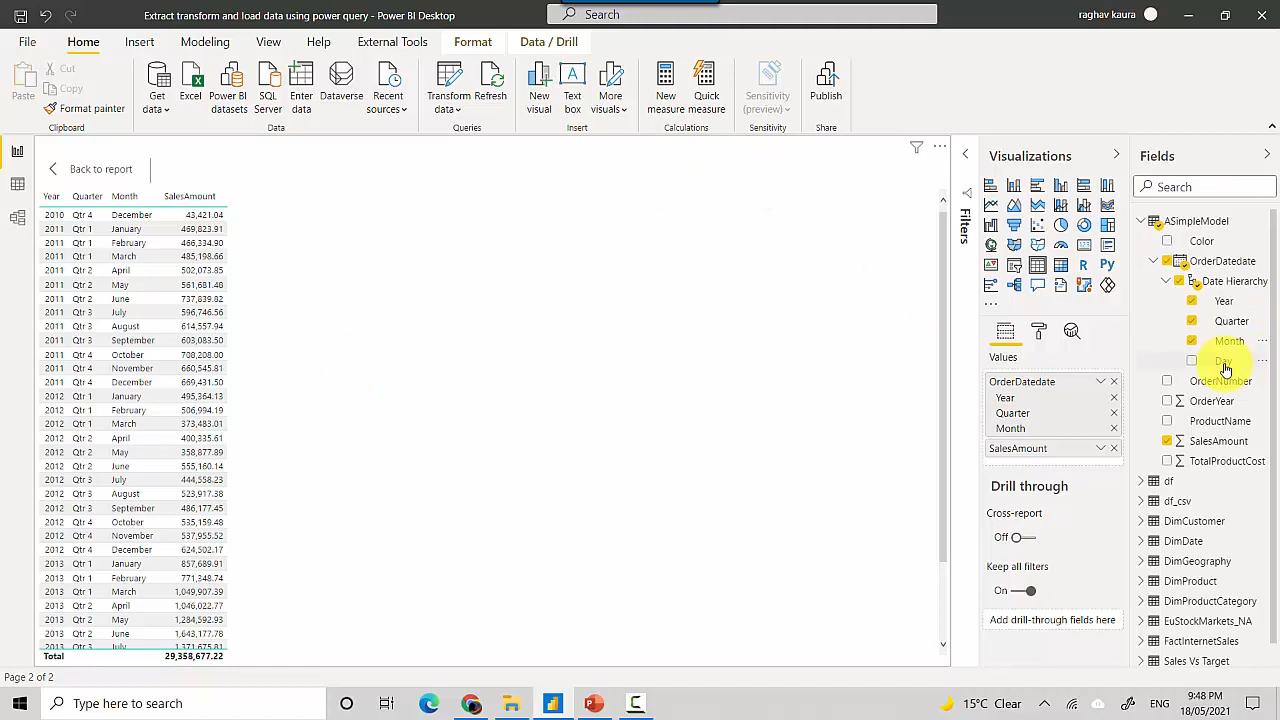 Extract transform and load data using power query - Power BI Desktop
Search
raghav kaura
File
Home
Insert
Modeling
View
Help
External Tools
Format
Data / Drill
Paste
Cut
Copy
Format painter
Clipboard
Get data
Excel
Power BI datasets
SQL Server
Enter data
Dataverse
Recent sources
Data
Transform data
Refresh
Queries
New visual
Text box
More visuals
Insert
New measure
Quick measure
Calculations
Sensitivity (preview)
Sensitivity
Publish
Share
Back to report
Year Quarter Month SalesAmount
2010 Qtr 4 December 43,421.04
2011 Qtr 1 January 469,823.91
2011 Qtr 1 February 466,334.90
2011 Qtr 1 March 485,198.66
2011 Qtr 2 April 502,073.85
2011 Qtr 2 May 561,681.48
2011 Qtr 2 June 737,839.82
2011 Qtr 3 July 596,746.56
2011 Qtr 3 August 614,557.94
2011 Qtr 3 September 603,083.50
2011 Qtr 4 October 708,208.00
2011 Qtr 4 November 660,545.81
2011 Qtr 4 December 669,431.50
2012 Qtr 1 January 495,364.13
2012 Qtr 1 February 506,994.19
2012 Qtr 1 March 373,483.01
2012 Qtr 2 April 400,335.61
2012 Qtr 2 May 358,877.89
2012 Qtr 2 June 555,160.14
2012 Qtr 3 July 444,558.23
2012 Qtr 3 August 523,917.38
2012 Qtr 3 September 486,177.45
2012 Qtr 4 October 535,159.48
2012 Qtr 4 November 537,955.52
2012 Qtr 4 December 624,502.17
2013 Qtr 1 January 857,689.91
2013 Qtr 1 February 771,348.74
2013 Qtr 1 March 1,049,907.39
2013 Qtr 2 April 1,046,022.77
2013 Qtr 2 May 1,284,592.93
2013 Qtr 2 June 1,643,177.78
2013 Qtr 3 July 1,371,675.81
Total 29,358,677.22
Filters
Visualizations
R
Py
Values
OrderDatedate
Year
Quarter
Month
SalesAmount
Drill through
Cross-report
Off
Keep all filters
On
Add drill-through fields here
Fields
Search
ASimpleModel
Color
OrderDatedate
Date Hierarchy
Year
Quarter
Month
Day
OrderNumber
OrderYear
ProductName
SalesAmount
TotalProductCost
df
df_csv
DimCustomer
DimDate
DimGeography
DimProduct
DimProductCategory
EuStockMarkets_NA
FactInternetSales
Sales Vs Target
Page 2 of 2
Type here to search
15°C Clear
ENG
9:48 PM
18/05/2021